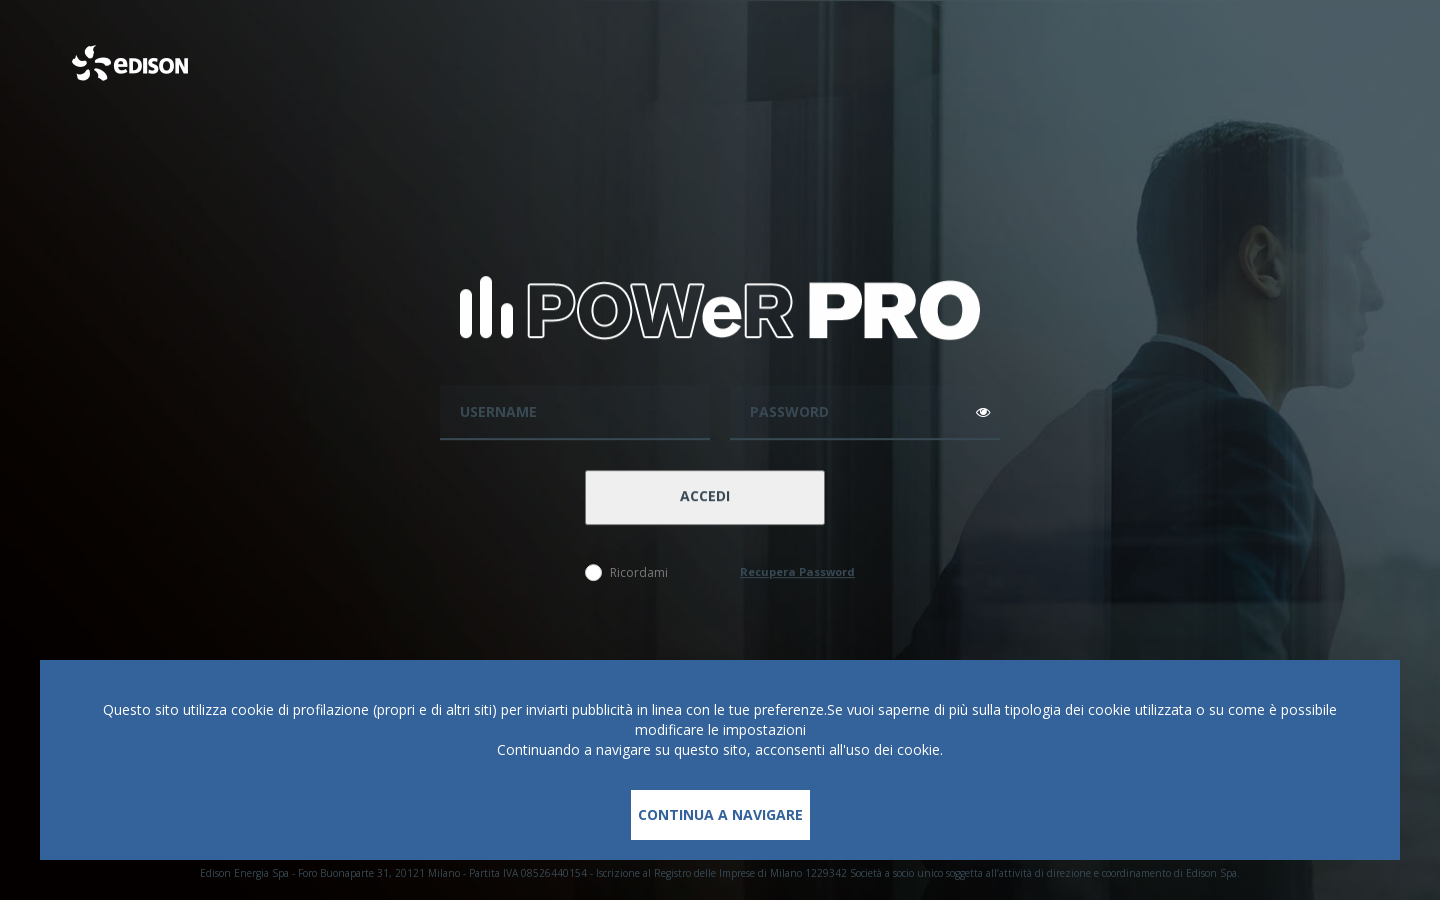 eDISON
POWeR PRO
USERNAME
PASSWORD
ACCEDI
Ricordami
Recupera Password
Questo sito utilizza cookie di profilazione (propri e di altri siti) per inviarti pubblicità in linea con le tue preferenze.Se vuoi saperne di più sulla tipologia dei cookie utilizzata o su come è possibile
modificare le impostazioni
Continuando a navigare su questo sito, acconsenti all'uso dei cookie.
CONTINUA A NAVIGARE
Edison Energia Spa - Foro Buonaparte 31, 20121 Milano - Partita IVA 08526440154 - Iscrizione al Registro delle Imprese di Milano 1229342 Società a socio unico soggetta all'attività di direzione e coordinamento di Edison Spa.